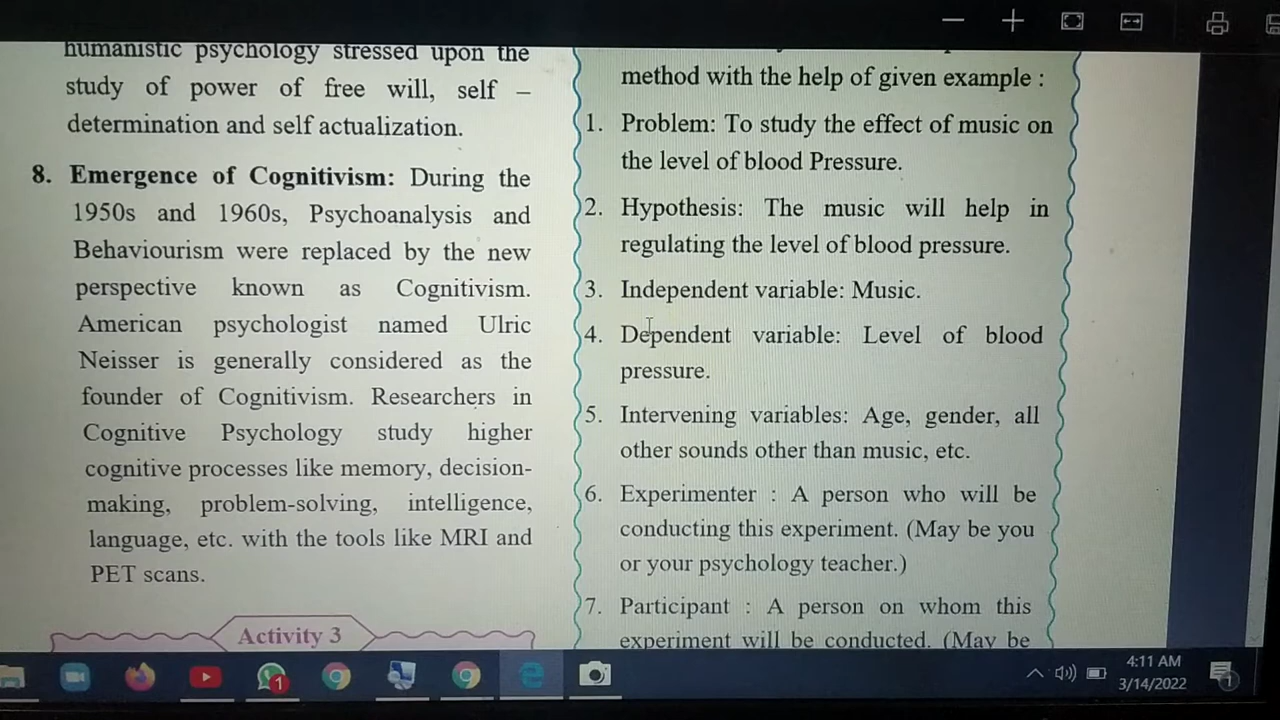 humanistic psychology stressed upon the
study of power of free will, self –
determination and self actualization.
8. Emergence of Cognitivism: During the
1950s and 1960s, Psychoanalysis and
Behaviourism were replaced by the new
perspective known as Cognitivism.
American psychologist named Ulric
Neisser is generally considered as the
founder of Cognitivism. Researchers in
Cognitive Psychology study higher
cognitive processes like memory, decision-
making, problem-solving, intelligence,
language, etc. with the tools like MRI and
PET scans.
Activity 3
method with the help of given example :
1. Problem: To study the effect of music on
the level of blood Pressure.
2. Hypothesis: The music will help in
regulating the level of blood pressure.
3. Independent variable: Music.
4. Dependent variable: Level of blood
pressure.
5. Intervening variables: Age, gender, all
other sounds other than music, etc.
6. Experimenter : A person who will be
conducting this experiment. (May be you
or your psychology teacher.)
7. Participant : A person on whom this
experiment will be conducted. (May be
1
4:11 AM
3/14/2022
1